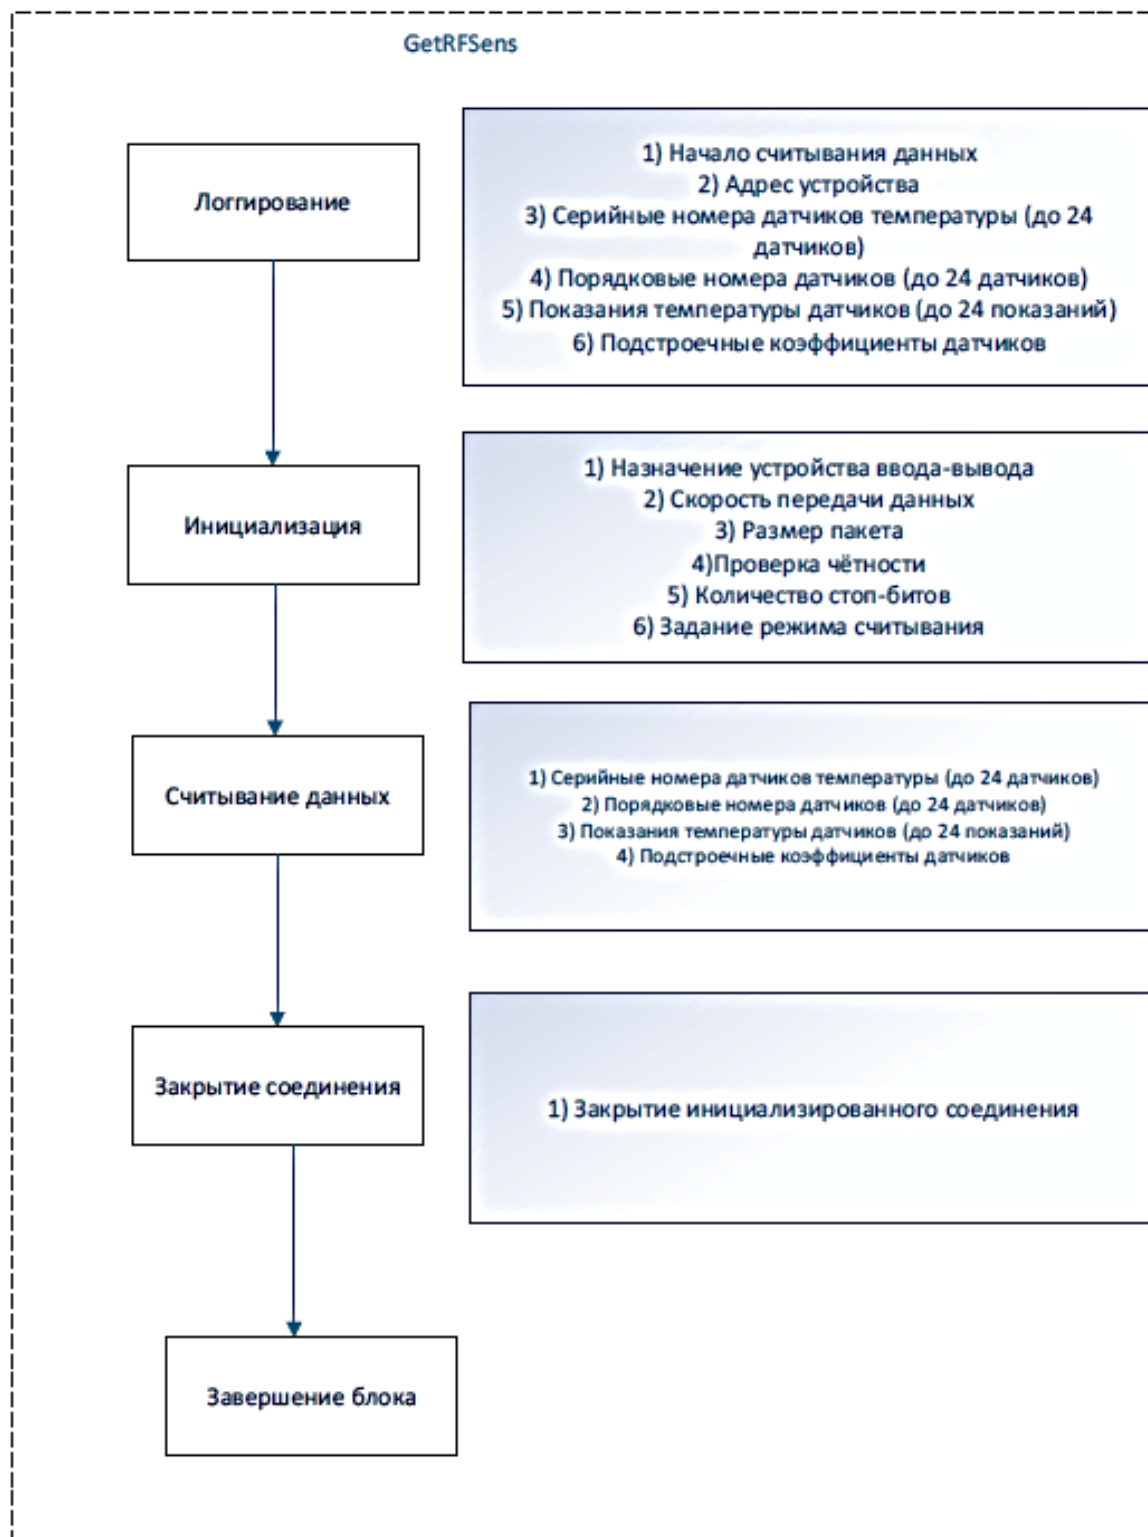 GetRFSens
Логгирование
1) Начало считывания данных
2) Адрес устройства
3) Серийные номера датчиков температуры (до 24
датчиков)
4) Порядковые номера датчиков (до 24 датчиков)
5) Показания температуры датчиков (до 24 показаний)
6) Подстроечные коэффициенты датчиков
Инициализация
1) Назначение устройства ввода-вывода
2) Скорость передачи данных
3) Размер пакета
4)Проверка чётности
5) Количество стоп-битов
6) Задание режима считывания
Считывание данных
1) Серийные номера датчиков температуры (до 24 датчиков)
2) Порядковые номера датчиков (до 24 датчиков)
3) Показания температуры датчиков (до 24 показаний)
4) Подстроечные коэффициенты датчиков
Закрытие соединения
1) Закрытие инициализированного соединения
Завершение блока